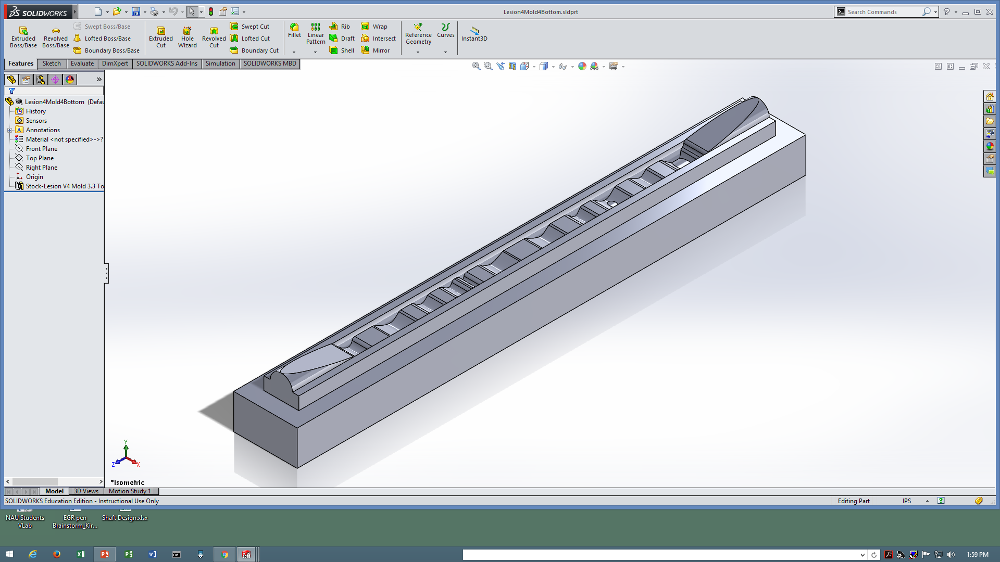 SOLIDWORKS
Lesion4Mold4Bottom.sldprt
Search Commands
Extruded Boss/Base
Revolved Boss/Base
Swept Boss/Base
Lofted Boss/Base
Boundary Boss/Base
Extruded Cut
Hole Wizard
Revolved Cut
Swept Cut
Lofted Cut
Boundary Cut
Fillet
Linear Pattern
Rib
Draft
Shell
Wrap
Intersect
Mirror
Reference Geometry
Curves
Instant3D
Features
Sketch
Evaluate
DimXpert
SOLIDWORKS Add-Ins
Simulation
SOLIDWORKS MBD
Lesion4Mold4Bottom (Defau
History
Sensors
Annotations
Material <not specified>->?
Front Plane
Top Plane
Right Plane
Origin
Stock-Lesion V4 Mold 3.3 To
Y
Z
X
*Isometric
Model
3D Views
Motion Study 1
SOLIDWORKS Education Edition - Instructional Use Only
Editing Part
IPS
NAU Students VLab
EGR pen Brainstorm_Kir...
Shaft Design.xlsx
1:59 PM